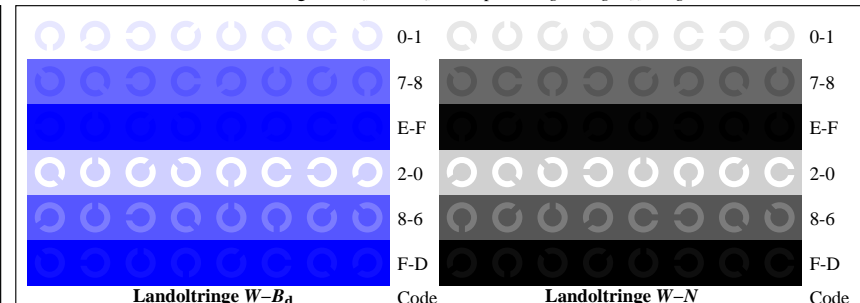 0-1 0-1
7-8 7-8
E-F E-F
2-0 2-0
8-6 8-6
F-D F-D
Landoltringe W–Bd Code Landoltringe W–N Code